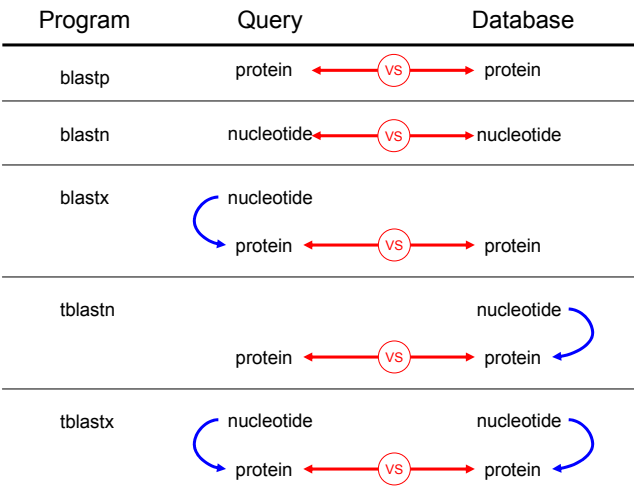 Program Query Database
blastp protein VS protein
blastn nucleotide VS nucleotide
blastx nucleotide
protein VS protein
tblastn nucleotide
protein VS protein
tblastx nucleotide nucleotide
protein VS protein